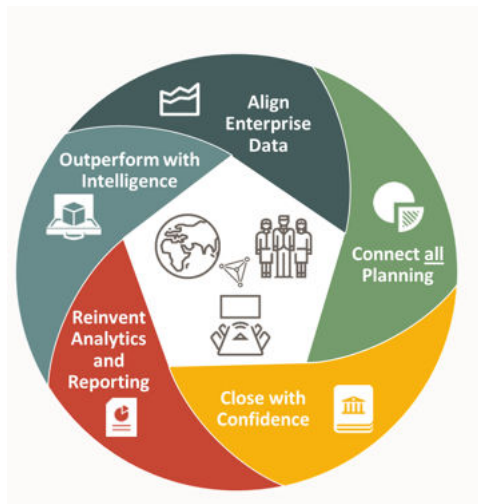 Align
Enterprise
Data
Connect all
Planning
Close with
Confidence
Reinvent
Analytics
and
Reporting
Outperform with
Intelligence